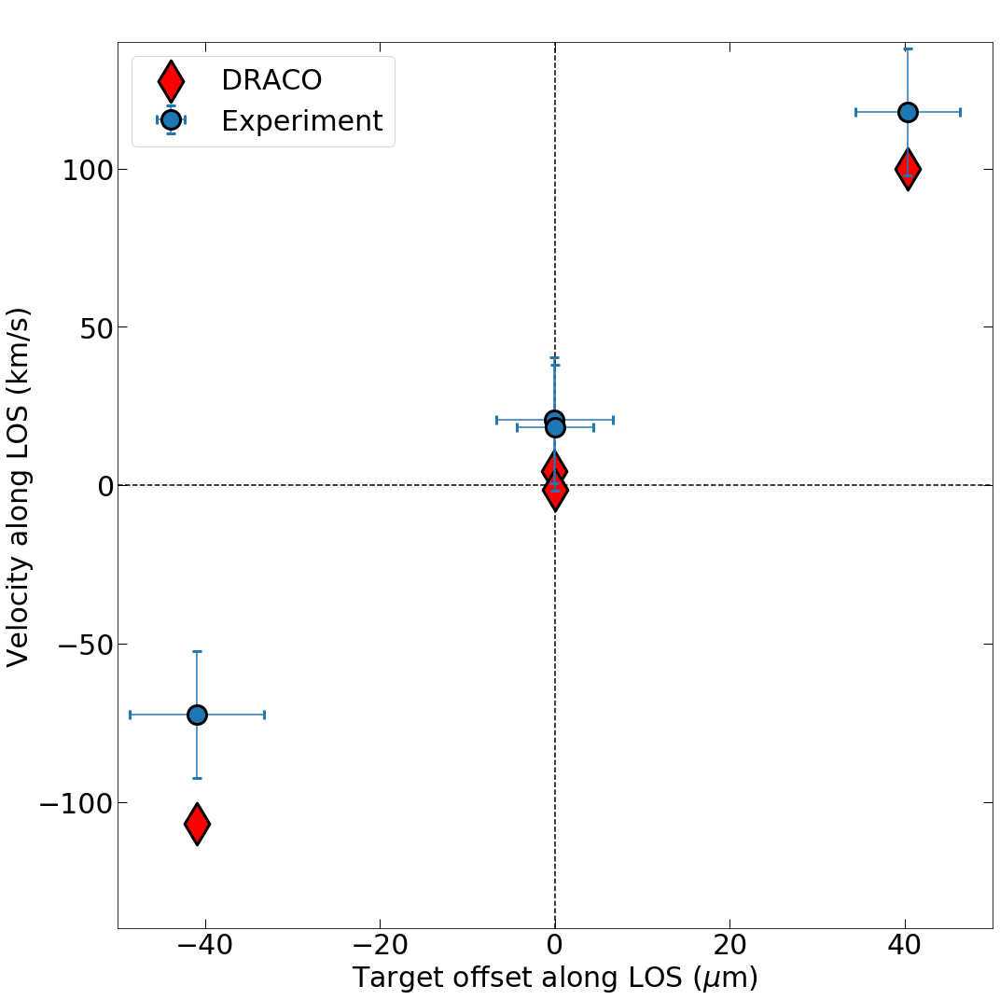 DRACO
Experiment
100
50
0
−50
−100
Velocity along LOS (km/s)
−40
−20
0
20
40
Target offset along LOS (μm)